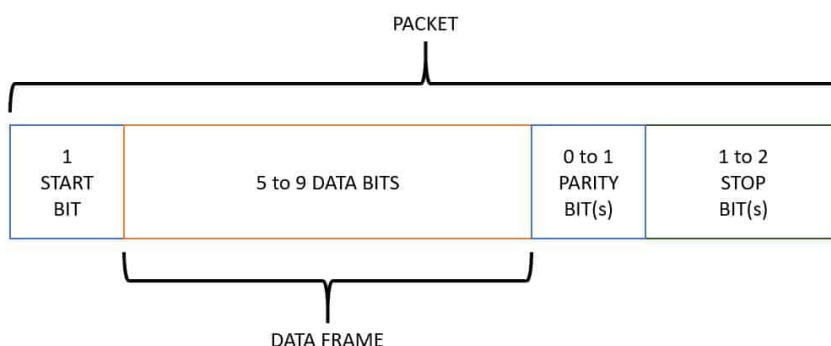 PACKET
1
START
BIT
5 to 9 DATA BITS
0 to 1
PARITY
BIT(s)
1 to 2
STOP
BIT(s)
DATA FRAME